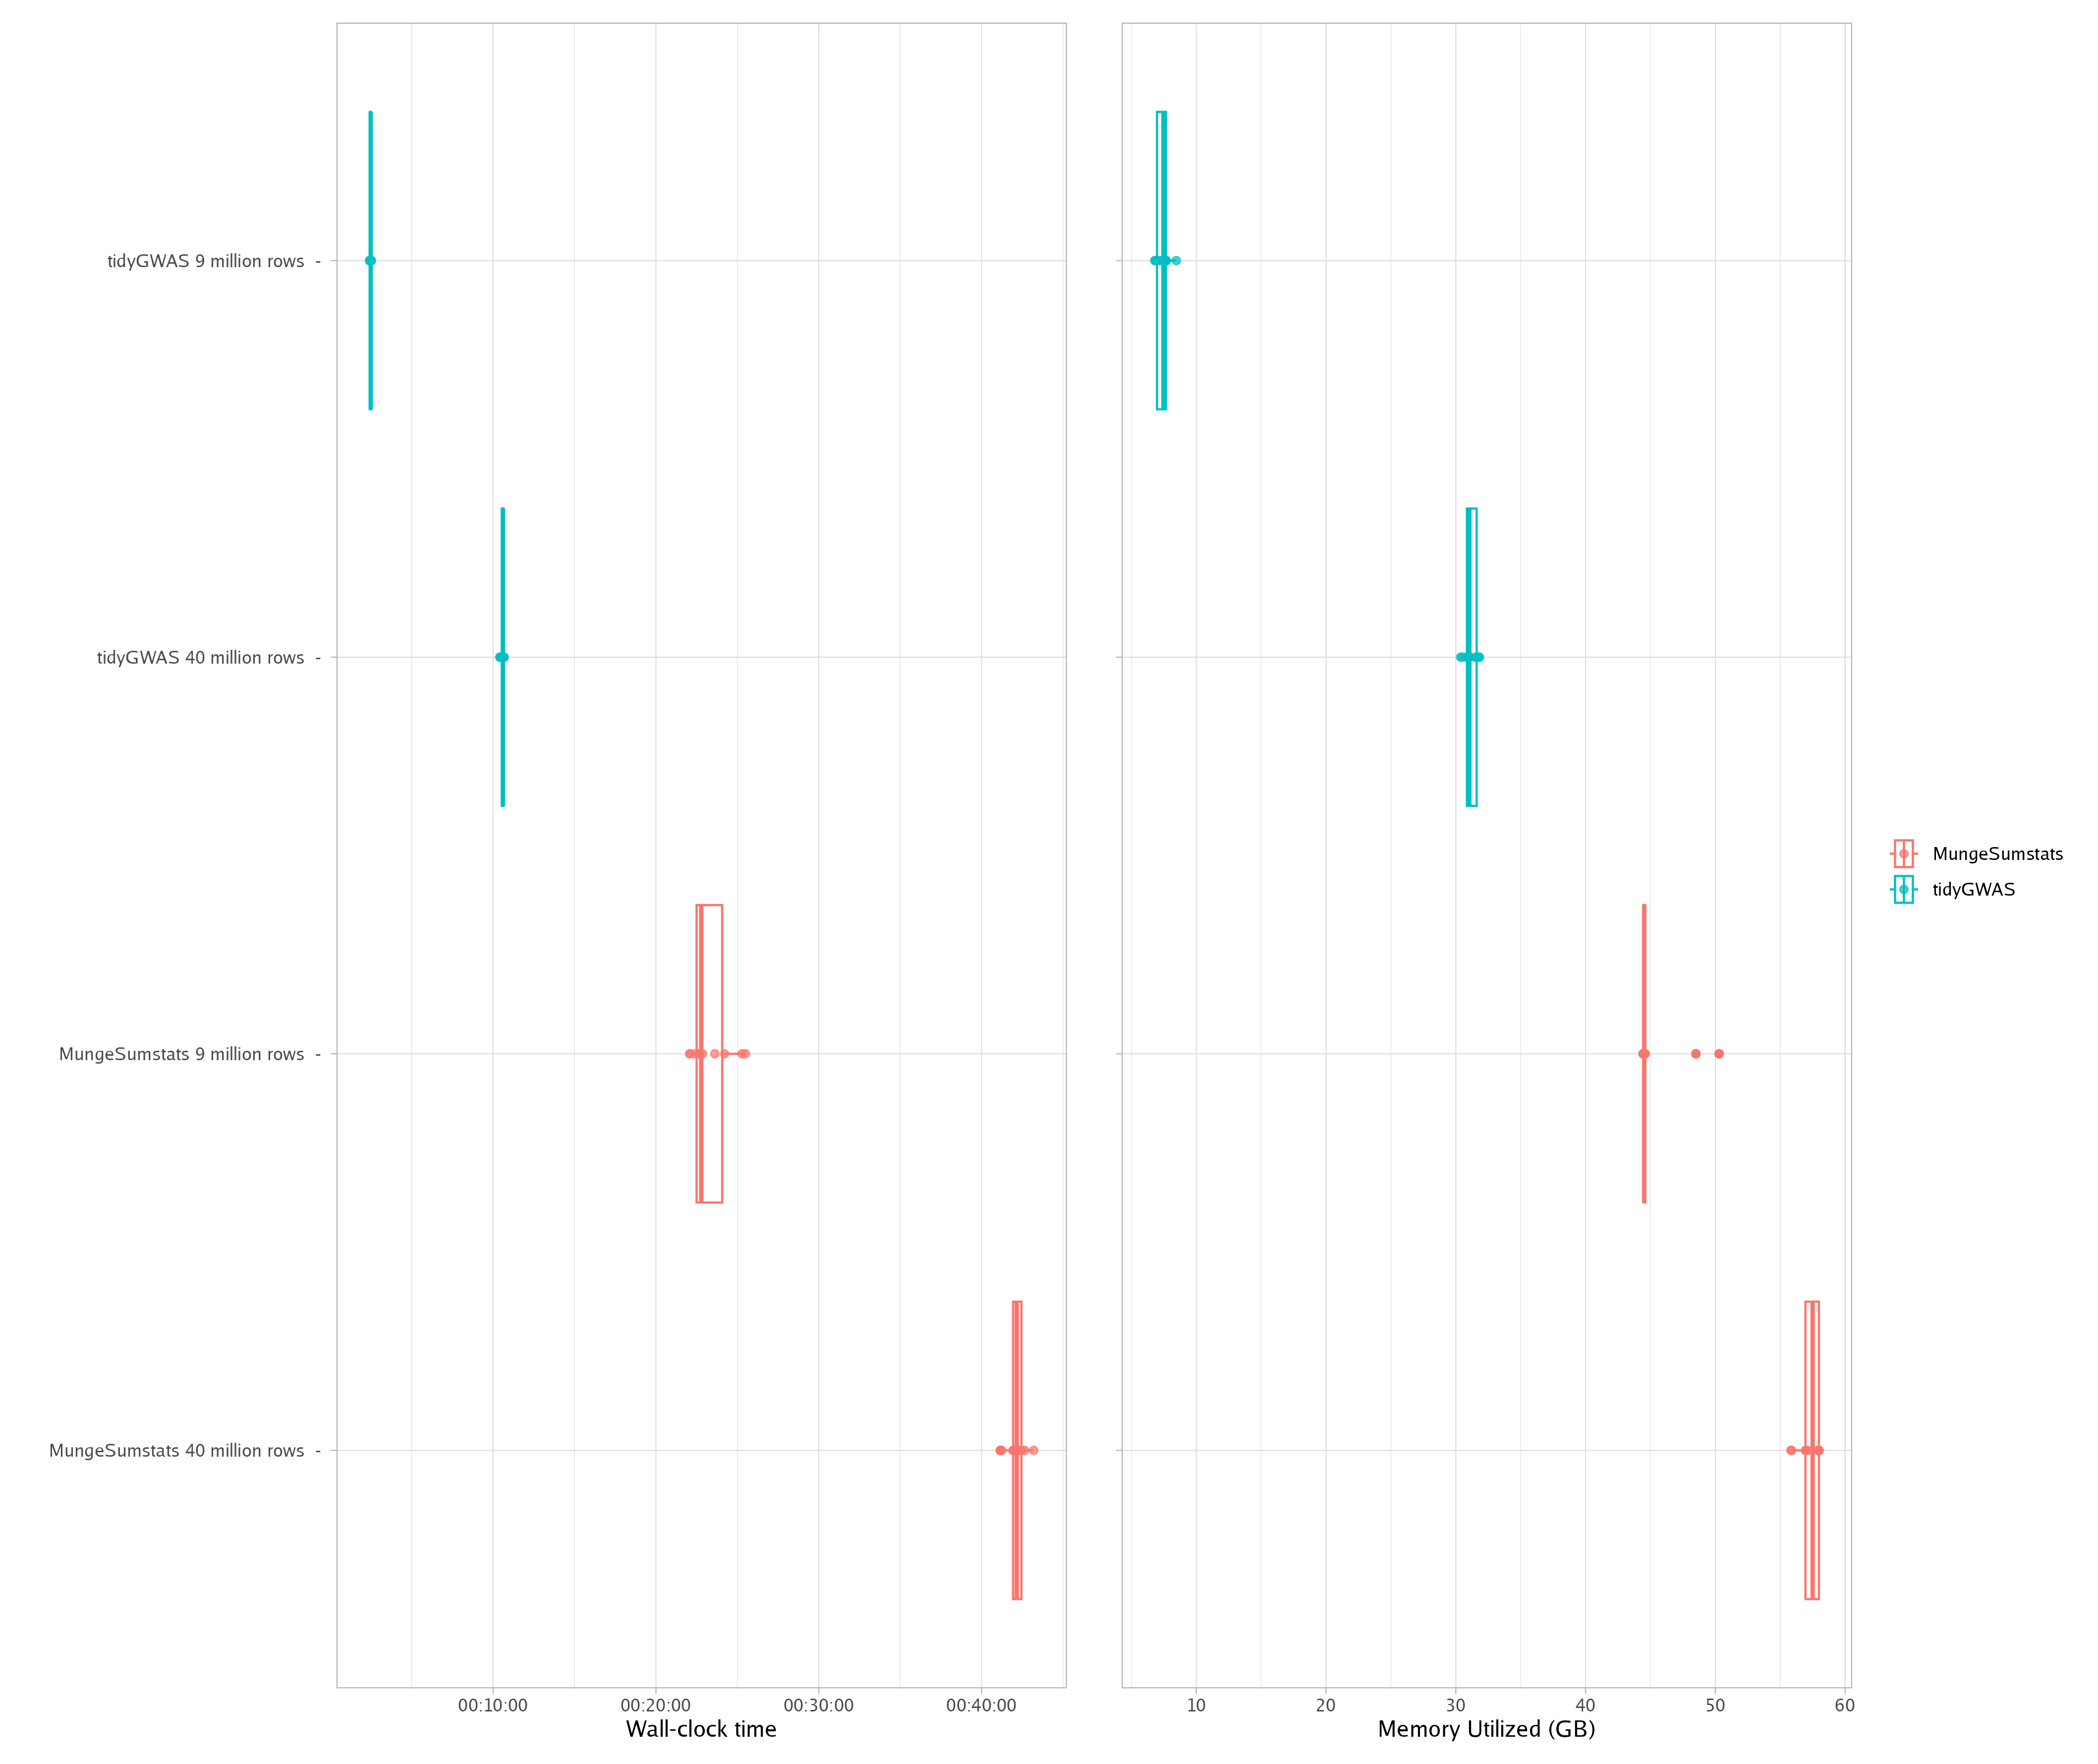 tidyGWAS 9 million rows -
tidyGWAS 40 million rows -
MungeSumstats 9 million rows -
MungeSumstats 40 million rows -
00:10:00 00:20:00 00:30:00 00:40:00
Wall-clock time
10 20 30 40 50 60
Memory Utilized (GB)
MungeSumstats
tidyGWAS